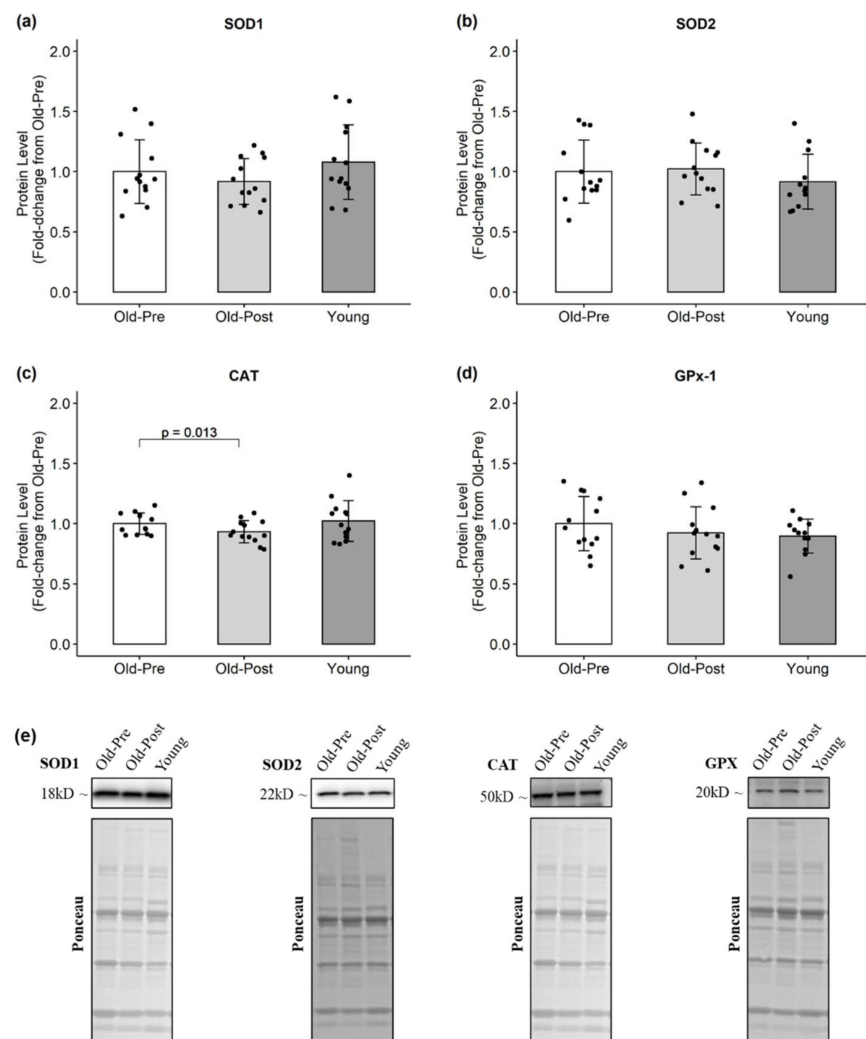 (a)
SOD1
Protein Level
(Fold-dchange from Old-Pre)
2.0
1.5
1.0
0.5
0.0
Old-Pre Old-Post Young
(b)
SOD2
Protein Level
(Fold-change from Old-Pre)
2.0
1.5
1.0
0.5
0.0
Old-Pre Old-Post Young
(c)
CAT
Protein Level
(Fold-change from Old-Pre)
2.0
1.5
1.0
0.5
0.0
p = 0.013
Old-Pre Old-Post Young
(d)
GPx-1
Protein Level
(Fold-change from Old-Pre)
2.0
1.5
1.0
0.5
0.0
Old-Pre Old-Post Young
(e)
SOD1
Old-Pre Old-Post Young
18kD ~
Ponceau
SOD2
Old-Pre Old-Post Young
22kD ~
Ponceau
CAT
Old-Pre Old-Post Young
50kD ~
Ponceau
GPX
Old-Pre Old-Post Young
20kD ~
Ponceau